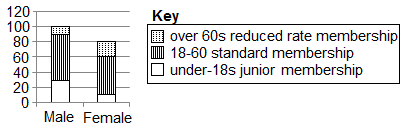 120
100
80
60
40
20
0
Male Female
Key
over 60s reduced rate membership
18-60 standard membership
under-18s junior membership